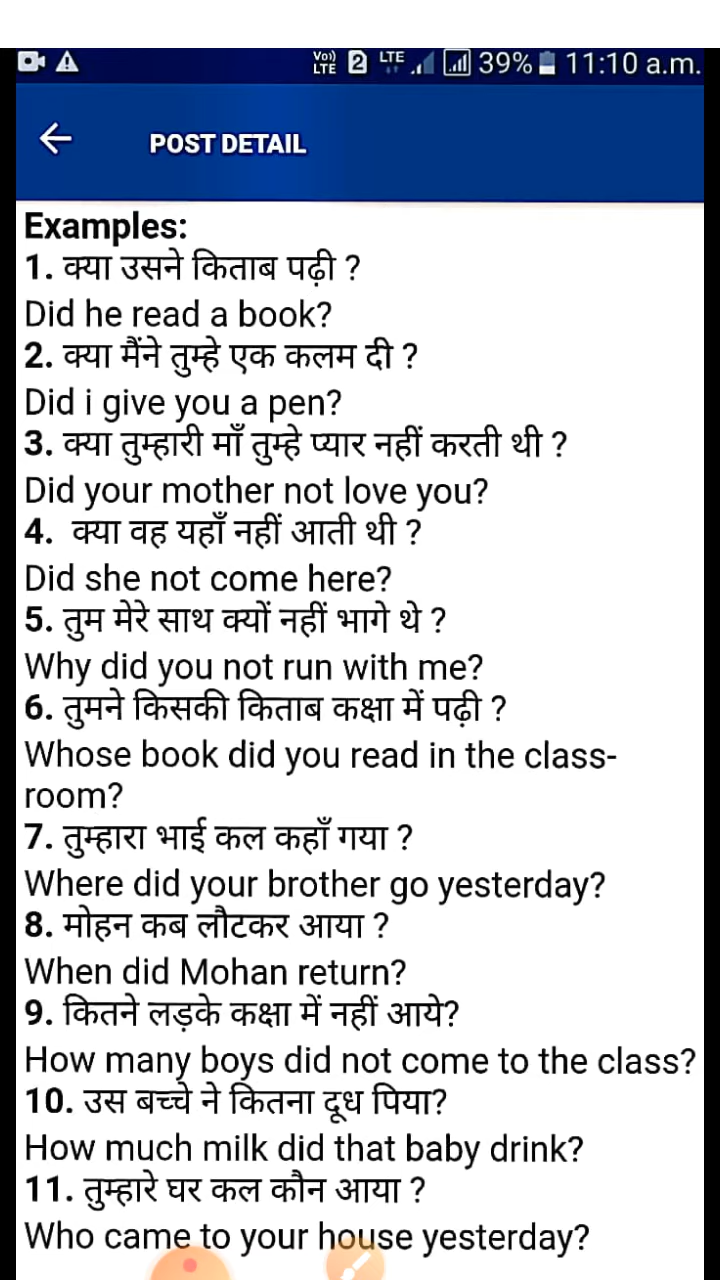 Vo)) LTE 2 LTE 39% 11:10 a.m.
POST DETAIL
Examples:
1. क्या उसने किताब पढ़ी ?
Did he read a book?
2. क्या मैंने तुम्हे एक कलम दी ?
Did i give you a pen?
3. क्या तुम्हारी माँ तुम्हे प्यार नहीं करती थी ?
Did your mother not love you?
4. क्या वह यहाँ नहीं आती थी ?
Did she not come here?
5. तुम मेरे साथ क्यों नहीं भागे थे ?
Why did you not run with me?
6. तुमने किसकी किताब कक्षा में पढ़ी ?
Whose book did you read in the class-
room?
7. तुम्हारा भाई कल कहाँ गया ?
Where did your brother go yesterday?
8. मोहन कब लौटकर आया ?
When did Mohan return?
9. कितने लड़के कक्षा में नहीं आये?
How many boys did not come to the class?
10. उस बच्चे ने कितना दूध पिया?
How much milk did that baby drink?
11. तुम्हारे घर कल कौन आया ?
Who came to your house yesterday?